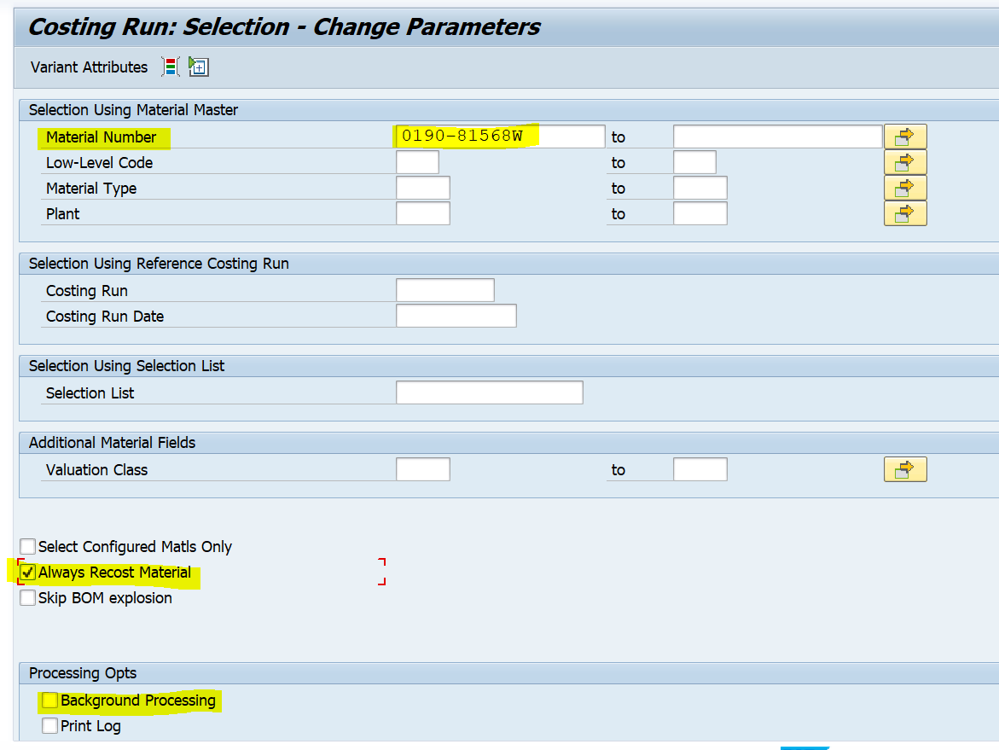 Costing Run: Selection - Change Parameters
Variant Attributes
Selection Using Material Master
Material Number 0190-81568W to
Low-Level Code to
Material Type to
Plant to
Selection Using Reference Costing Run
Costing Run
Costing Run Date
Selection Using Selection List
Selection List
Additional Material Fields
Valuation Class to
Select Configured Matls Only
Always Recost Material
Skip BOM explosion
Processing Opts
Background Processing
Print Log